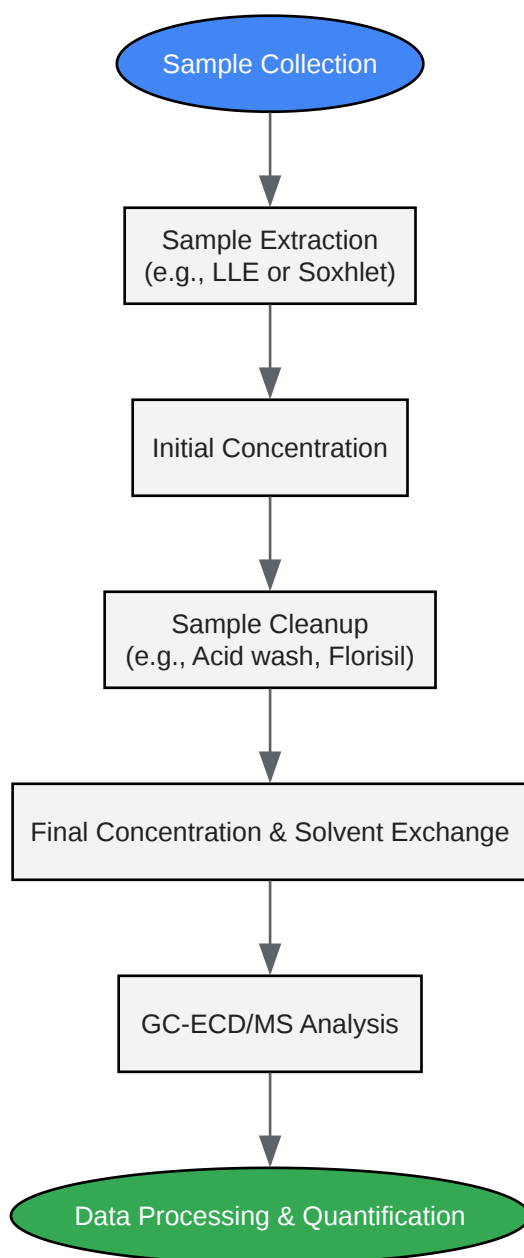 Sample Collection
Sample Extraction
(e.g., LLE or Soxhlet)
Initial Concentration
Sample Cleanup
(e.g., Acid wash, Florisil)
Final Concentration & Solvent Exchange
GC-ECD/MS Analysis
Data Processing & Quantification